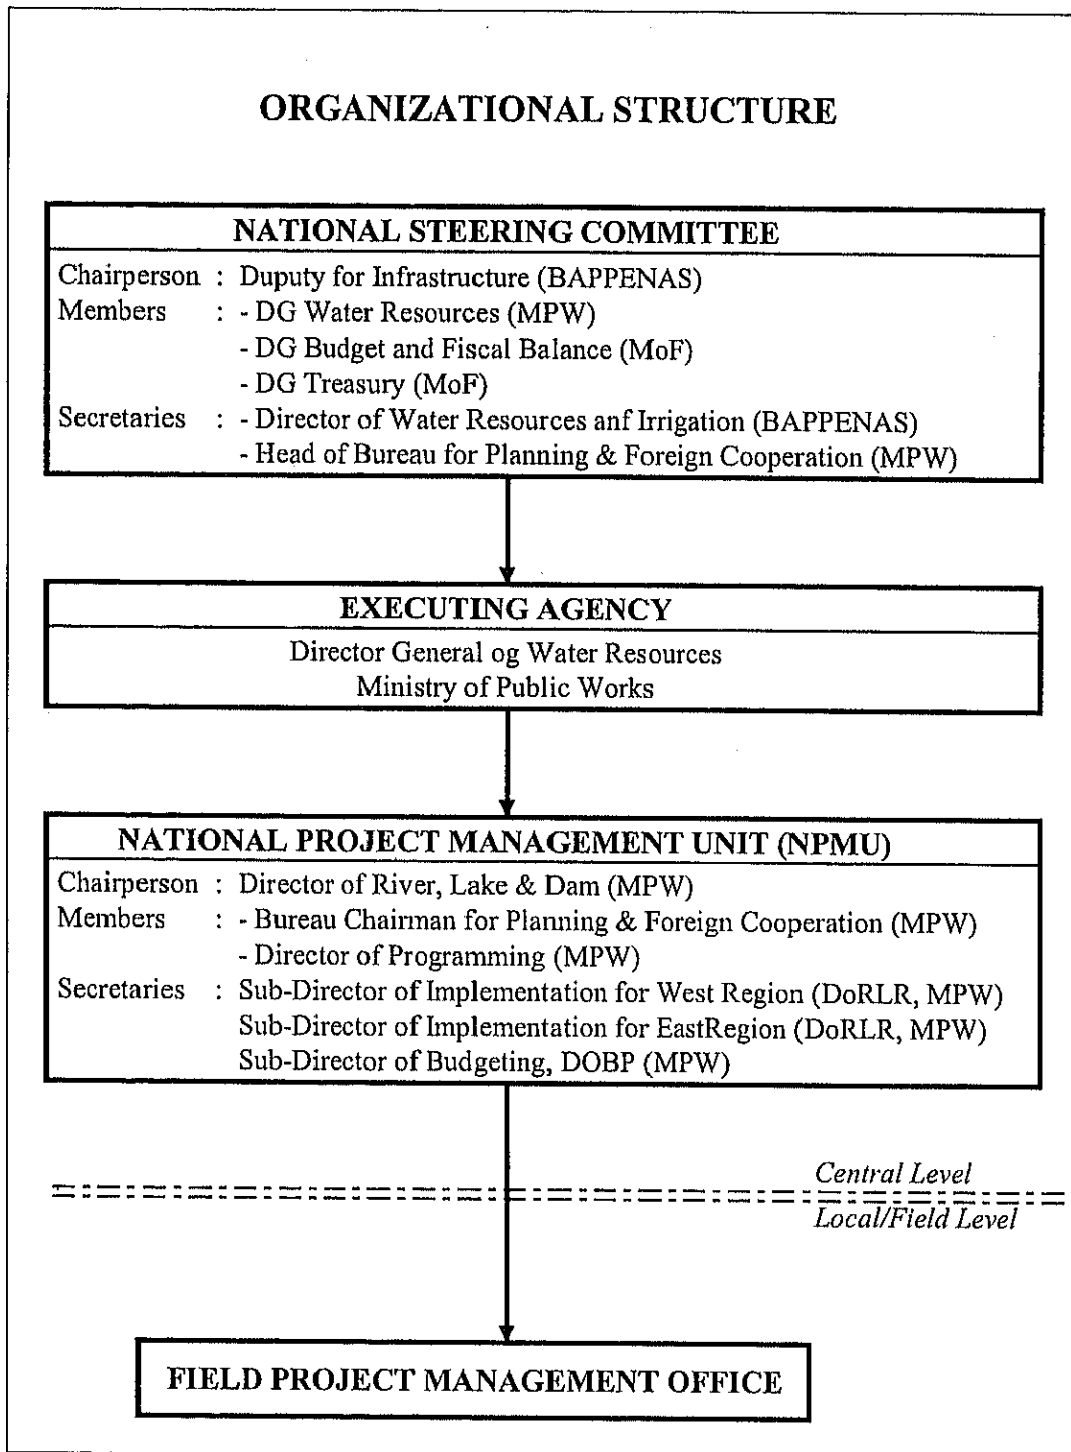 ORGANIZATIONAL STRUCTURE
NATIONAL STEERING COMMITTEE
Chairperson : Duputy for Infrastructure (BAPPENAS)
Members : - DG Water Resources (MPW)
- DG Budget and Fiscal Balance (MoF)
- DG Treasury (MoF)
Secretaries : - Director of Water Resources anf Irrigation (BAPPENAS)
- Head of Bureau for Planning & Foreign Cooperation (MPW)
EXECUTING AGENCY
Director General og Water Resources
Ministry of Public Works
NATIONAL PROJECT MANAGEMENT UNIT (NPMU)
Chairperson : Director of River, Lake & Dam (MPW)
Members : - Bureau Chairman for Planning & Foreign Cooperation (MPW)
- Director of Programming (MPW)
Secretaries : Sub-Director of Implementation for West Region (DoRLR, MPW)
Sub-Director of Implementation for EastRegion (DoRLR, MPW)
Sub-Director of Budgeting, DOBP (MPW)
Central Level
Local/Field Level
FIELD PROJECT MANAGEMENT OFFICE